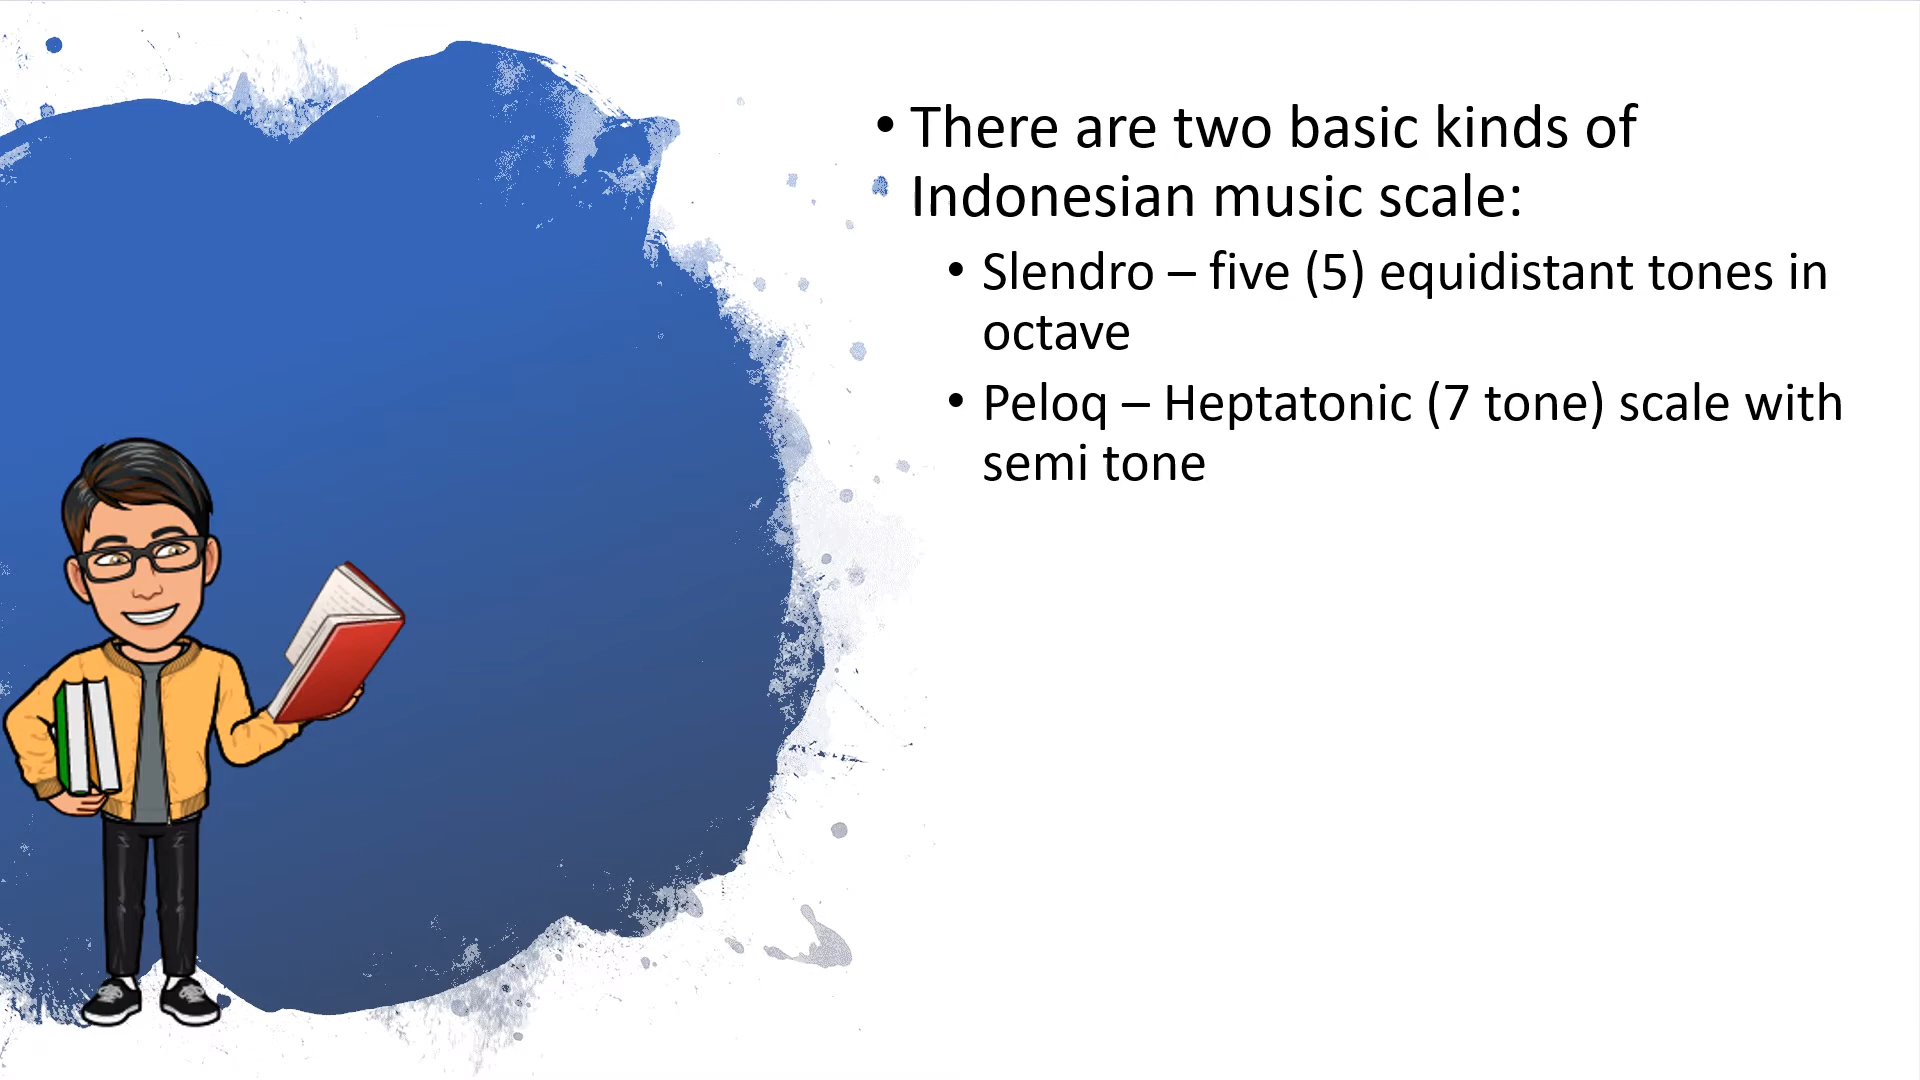 • There are two basic kinds of
• Indonesian music scale:
• Slendro – five (5) equidistant tones in
octave
• Peloq – Heptatonic (7 tone) scale with
semi tone